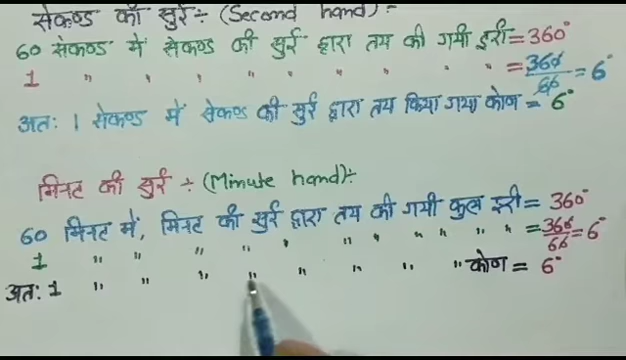 सेकण्ड की सुई ÷ (Second hand) :-
60 सेकण्ड में सेकण्ड की सुई द्वारा तय की गयी दूरी = 360°
1 " " " " " " " " " = 360/60 = 6°
अतः 1 सेकण्ड में सेकण्ड की सुई द्वारा तय किया गया कोण = 6°
मिनट की सुई ÷ (Minute hand) ÷
60 मिनट में, मिनट की सुई द्वारा तय की गयी कुल दूरी = 360°
1 " " " " " " " " " " = 360/60 = 6°
अतः 1 " " " " " " " " कोण = 6°